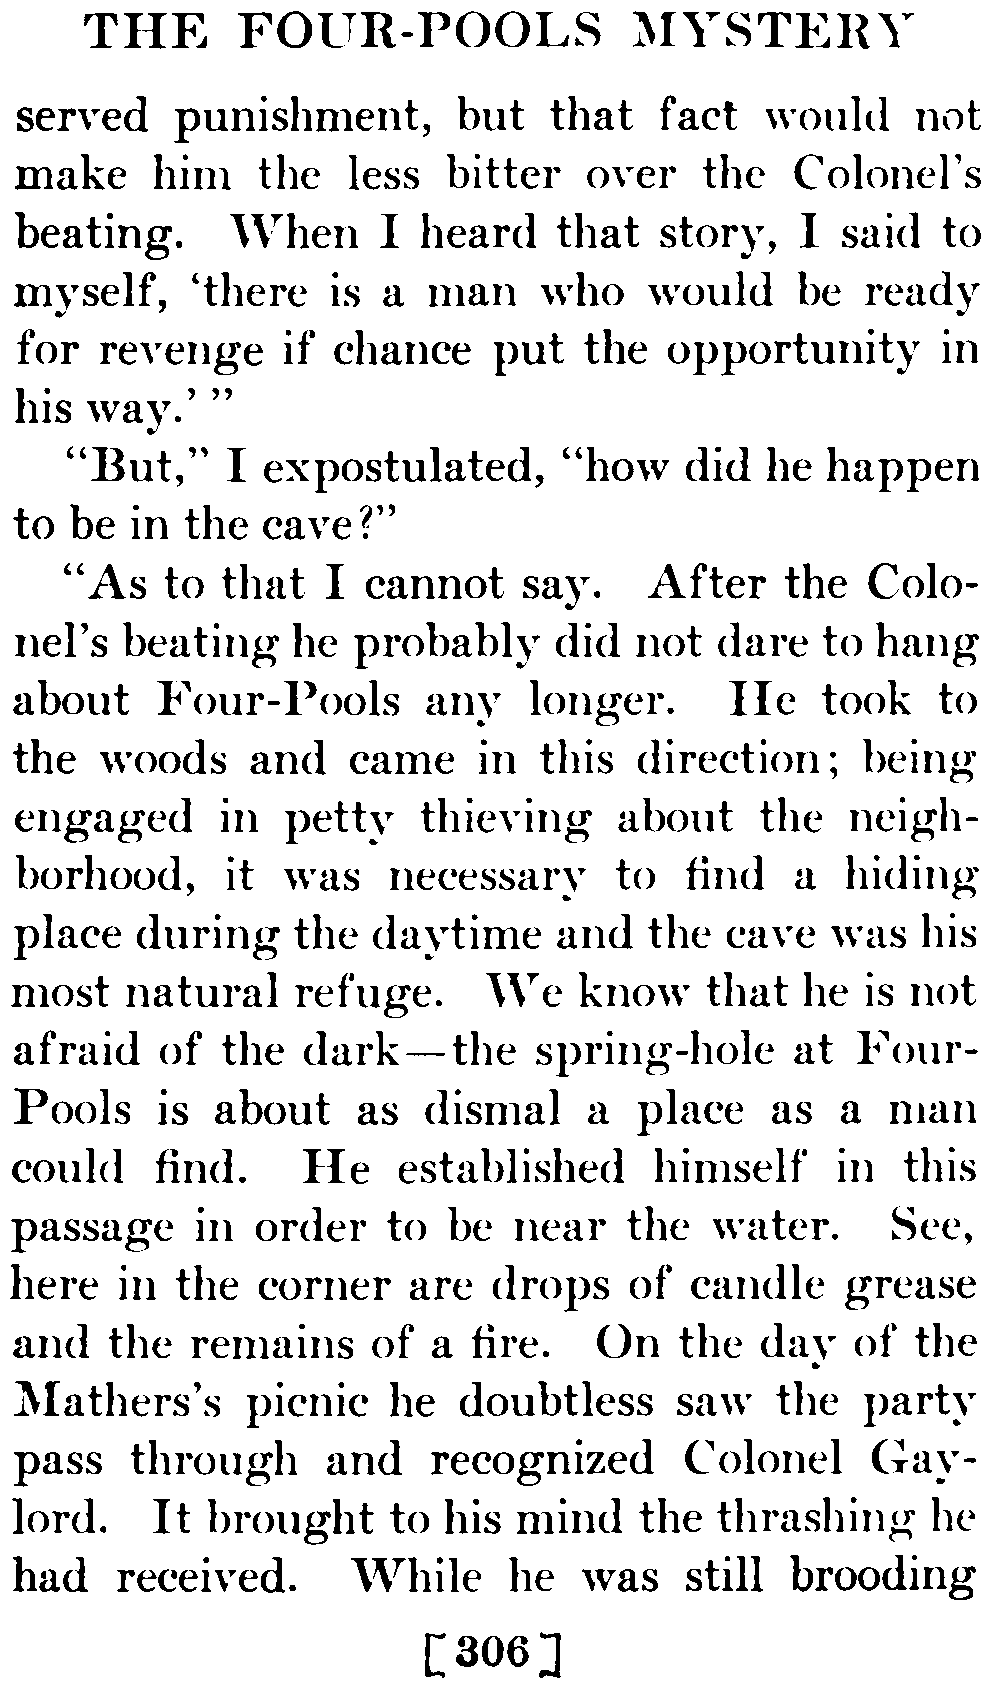 THE FOUR-POOLS MYSTERY
served punishment, but that fact would not
make him the less bitter over the Colonel's
beating. When I heard that story, I said to
myself, 'there is a man who would be ready
for revenge if chance put the opportunity in
his way.' "
"But," I expostulated, "how did he happen
to be in the cave?"
"As to that I cannot say. After the Colo-
nel's beating he probably did not dare to hang
about Four-Pools any longer. He took to
the woods and came in this direction; being
engaged in petty thieving about the neigh-
borhood, it was necessary to find a hiding
place during the daytime and the cave was his
most natural refuge. We know that he is not
afraid of the dark—the spring-hole at Four-
Pools is about as dismal a place as a man
could find. He established himself in this
passage in order to be near the water. See,
here in the corner are drops of candle grease
and the remains of a fire. On the day of the
Mathers's picnic he doubtless saw the party
pass through and recognized Colonel Gay-
lord. It brought to his mind the thrashing he
had received. While he was still brooding
[306]